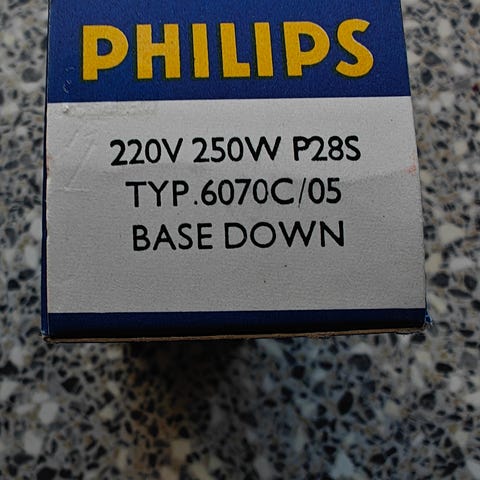 PHILIPS
220V 250W P28S
TYP.6070C/05
BASE DOWN